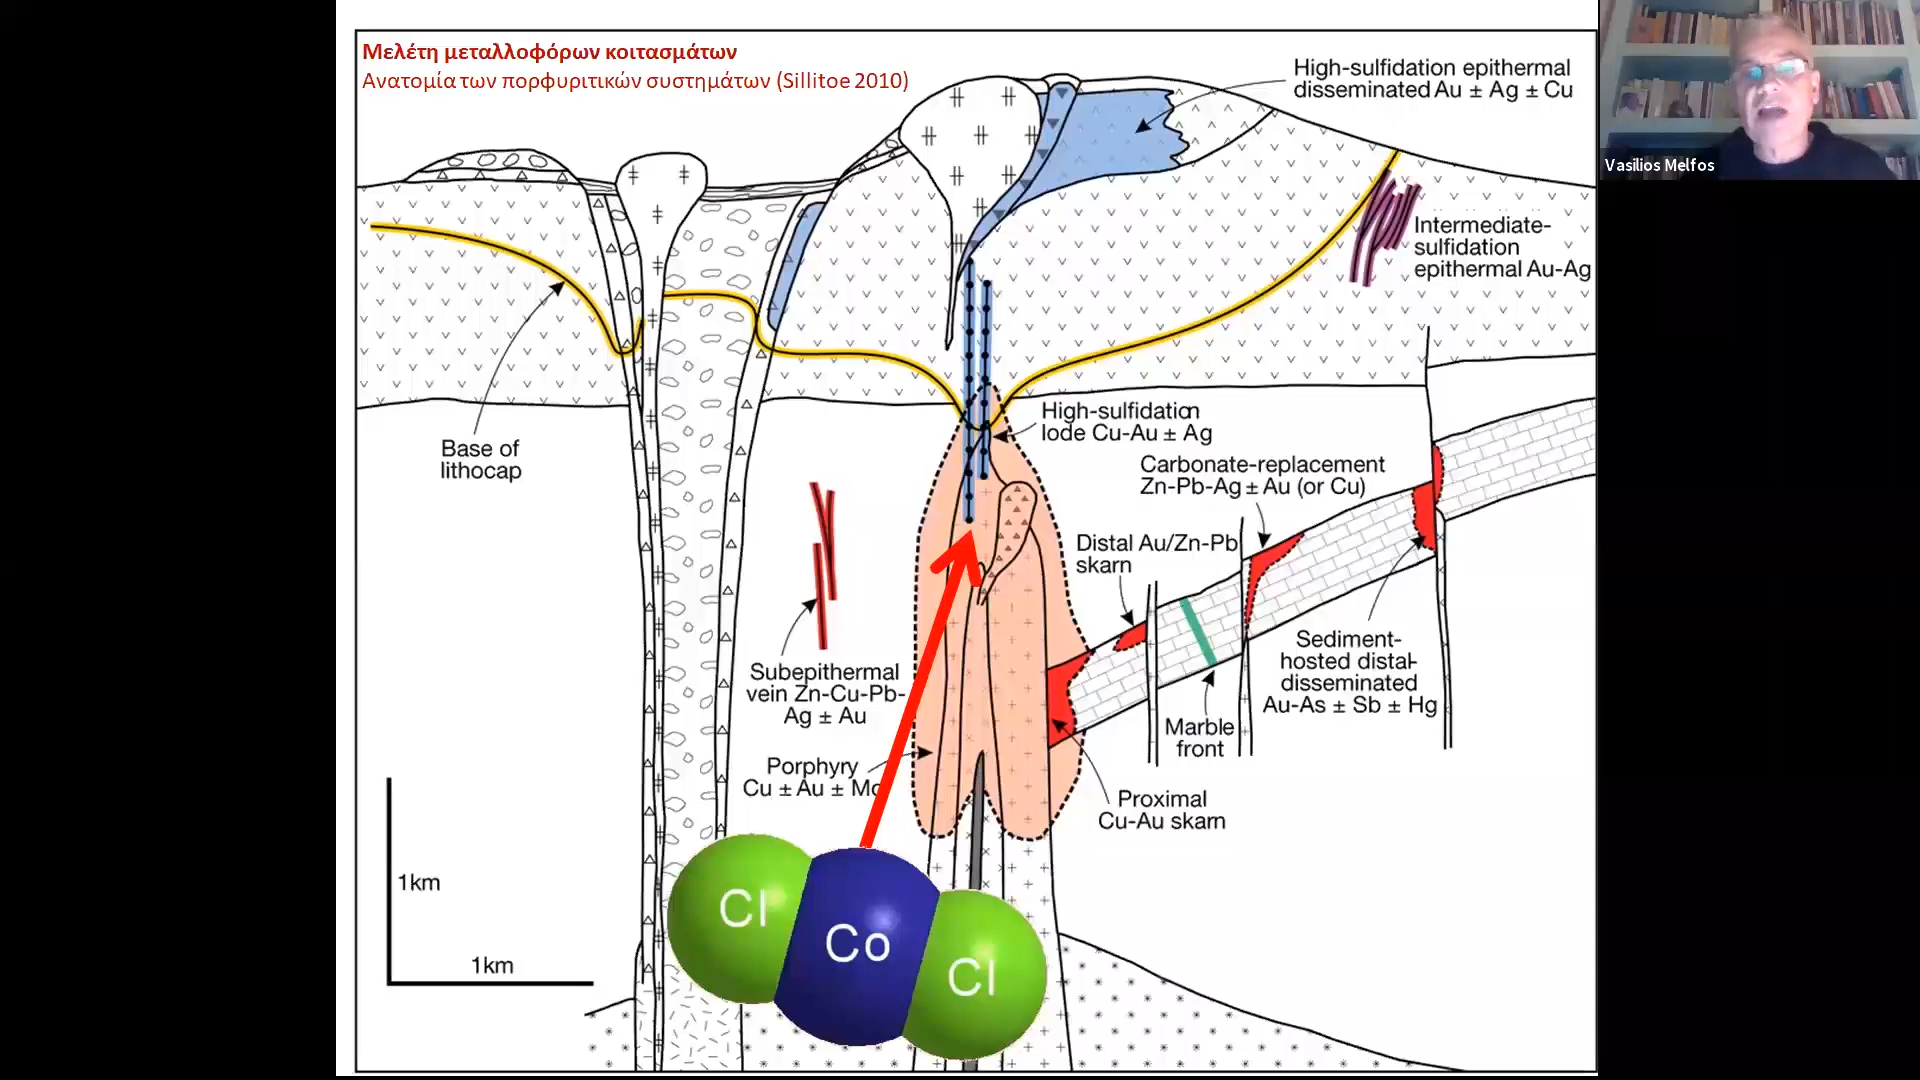 Μελέτη μεταλλοφόρων κοιτασμάτων
Ανατομία των πορφυριτικών συστημάτων (Sillitoe 2010)
High-sulfidation epithermal
disseminated Au ± Ag ± Cu
Vasilios Melfos
Intermediate-
sulfidation
epithermal Au-Ag
Base of
lithocap
High-sulfidation
lode Cu-Au ± Ag
Carbonate-replacement
Zn-Pb-Ag ± Au (or Cu)
Distal Au/Zn-Pb
skarn
Sediment-
hosted distal-
disseminated
Au-As ± Sb ± Hg
Subepithermal
vein Zn-Cu-Pb-
Ag ± Au
Marble
front
Porphyry
Cu ± Au ± Mo
Proximal
Cu-Au skarn
1km
1km
Cl
Co
Cl